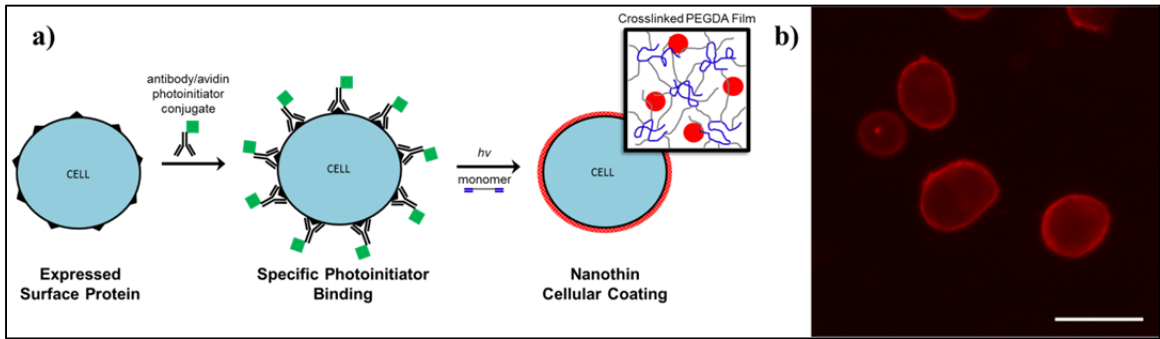 a)
antibody/avidin
photoinitiator
conjugate
CELL
Expressed
Surface Protein
CELL
Specific Photoinitiator
Binding
hv
monomer
Crosslinked PEGDA Film
CELL
Nanothin
Cellular Coating
b)